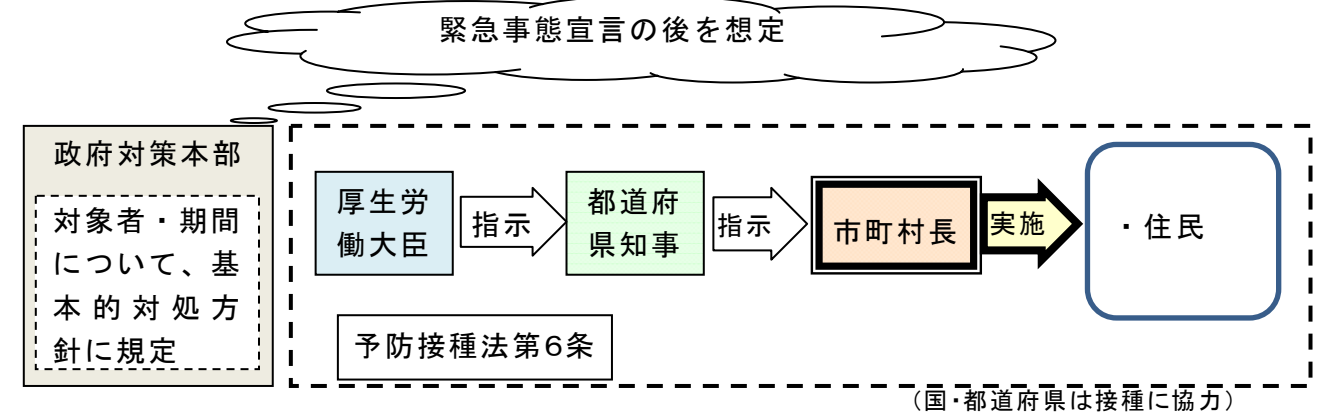 緊急事態宣言の後を想定
政府対策本部
対象者・期間
について、基
本的対処方
針に規定
厚生労
働大臣
指示
都道府
県知事
指示
市町村長
実施
・住民
予防接種法第6条
(国・都道府県は接種に協力)